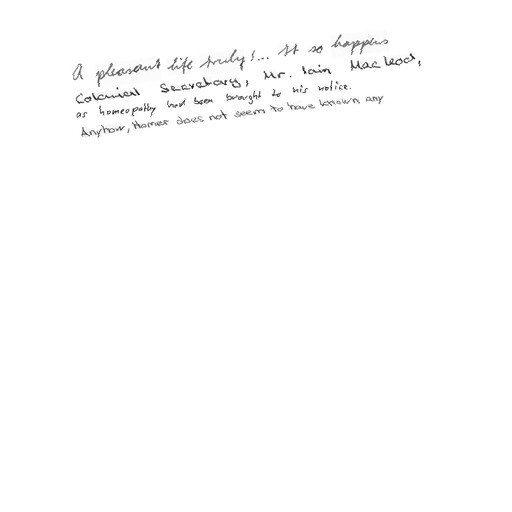 A pleasant life truly!... It so happens
Colonial Secretary, Mr. Iain Macleod,
as homeopathy had been brought to his notice.
Anyhow, Homer does not seem to have known any